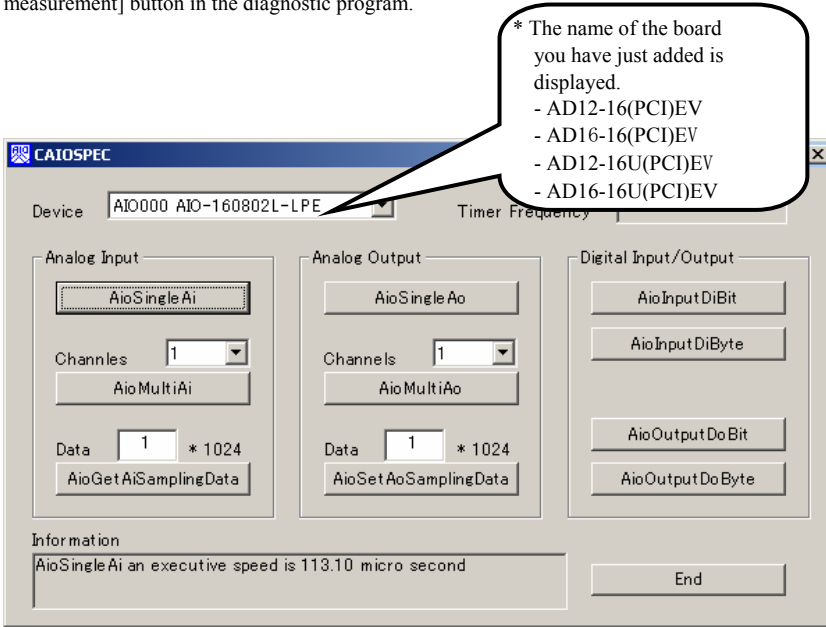 measurement] button in the diagnostic program.
* The name of the board
you have just added is
displayed.
- AD12-16(PCI)EV
- AD16-16(PCI)EV
- AD12-16U(PCI)EV
- AD16-16U(PCI)EV
CAIOSPEC
Device AIO000 AIO-160802L-LPE Timer Frequency
Analog Input Analog Output Digital Input/Output
AioSingleAi AioSingleAo AioInputDiBit
Channles 1 Channels 1 AioInputDiByte
AioMultiAi AioMultiAo
Data 1 * 1024 Data 1 * 1024 AioOutputDoBit
AioGetAiSamplingData AioSetAoSamplingData AioOutputDoByte
Information
AioSingleAi an executive speed is 113.10 micro second
End